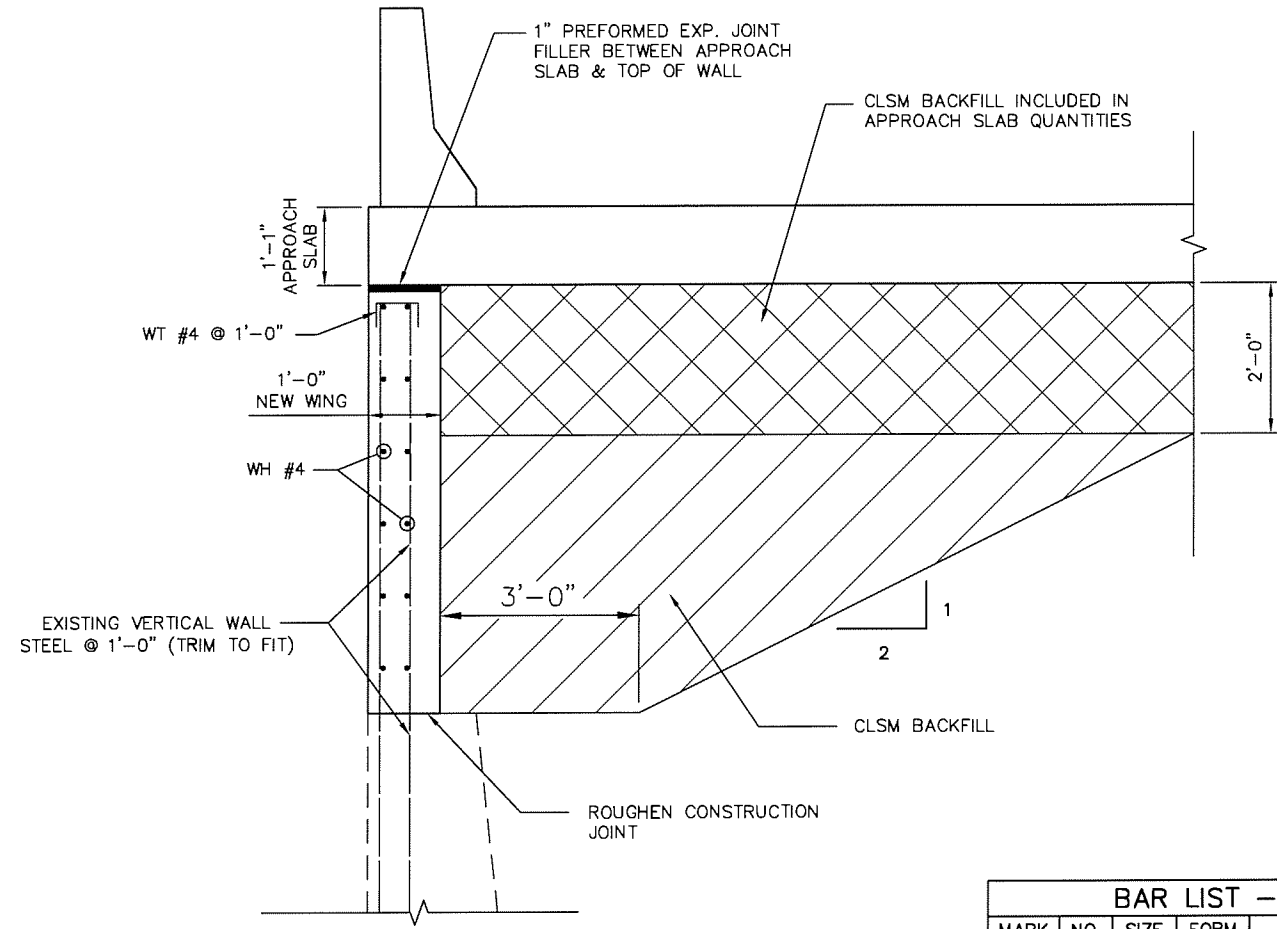 1" PREFORMED EXP. JOINT
FILLER BETWEEN APPROACH
SLAB & TOP OF WALL
CLSM BACKFILL INCLUDED IN
APPROACH SLAB QUANTITIES
1'-1"
APPROACH
SLAB
WT #4 @ 1'-0"
1'-0"
NEW WING
2'-0"
WH #4
3'-0"
1
2
EXISTING VERTICAL WALL
STEEL @ 1'-0" (TRIM TO FIT)
CLSM BACKFILL
ROUGHEN CONSTRUCTION
JOINT
BAR LIST -
MARK NO. SIZE FORM